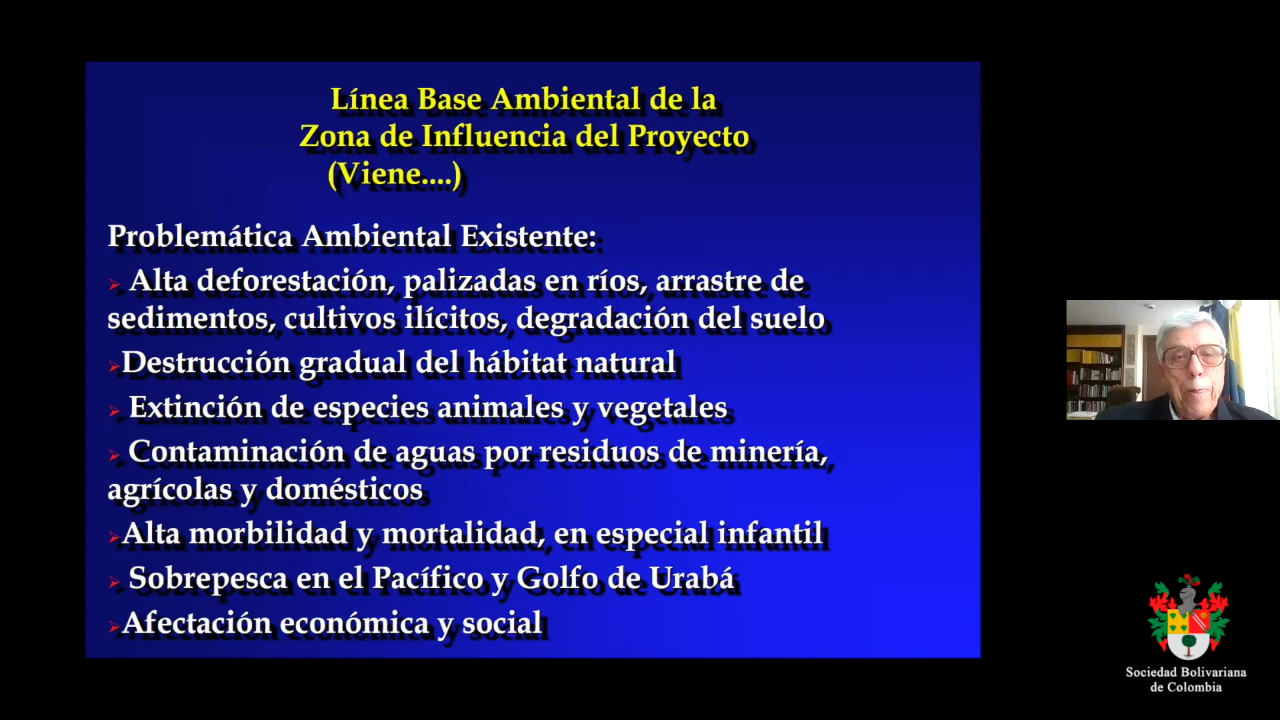 Línea Base Ambiental de la
Zona de Influencia del Proyecto
(Viene....)
Problemática Ambiental Existente:
➢ Alta deforestación, palizadas en ríos, arrastre de
sedimentos, cultivos ilícitos, degradación del suelo
➢Destrucción gradual del hábitat natural
➢ Extinción de especies animales y vegetales
➢ Contaminación de aguas por residuos de minería,
agrícolas y domésticos
➢Alta morbilidad y mortalidad, en especial infantil
➢ Sobrepesca en el Pacífico y Golfo de Urabá
➢Afectación económica y social
Sociedad Bolivariana
de Colombia